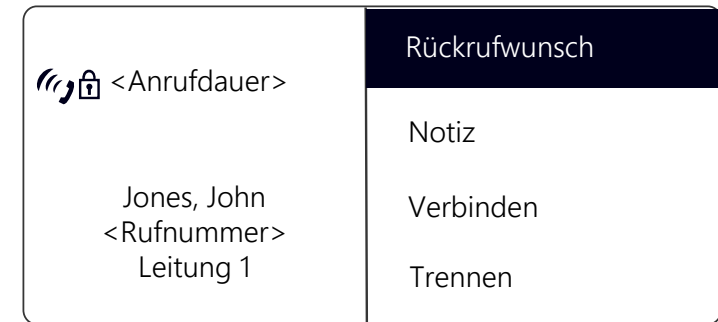 <Anrufdauer>
Jones, John
<Rufnummer>
Leitung 1
Rückrufwunsch
Notiz
Verbinden
Trennen